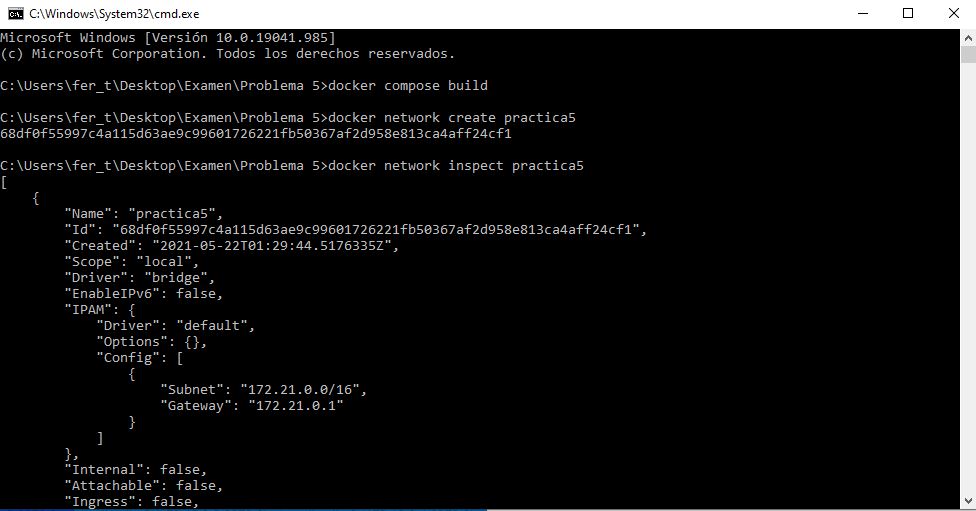 C:\Windows\System32\cmd.exe
Microsoft Windows [Versión 10.0.19041.985]
(c) Microsoft Corporation. Todos los derechos reservados.
C:\Users\fer_t\Desktop\Examen\Problema 5>docker compose build
C:\Users\fer_t\Desktop\Examen\Problema 5>docker network create practica5
68df0f55997c4a115d63ae9c99601726221fb50367af2d958e813ca4aff24cf1
C:\Users\fer_t\Desktop\Examen\Problema 5>docker network inspect practica5
[
    {
        "Name": "practica5",
        "Id": "68df0f55997c4a115d63ae9c99601726221fb50367af2d958e813ca4aff24cf1",
        "Created": "2021-05-22T01:29:44.5176335Z",
        "Scope": "local",
        "Driver": "bridge",
        "EnableIPv6": false,
        "IPAM": {
            "Driver": "default",
            "Options": {},
            "Config": [
                {
                    "Subnet": "172.21.0.0/16",
                    "Gateway": "172.21.0.1"
                }
            ]
        },
        "Internal": false,
        "Attachable": false,
        "Ingress": false,